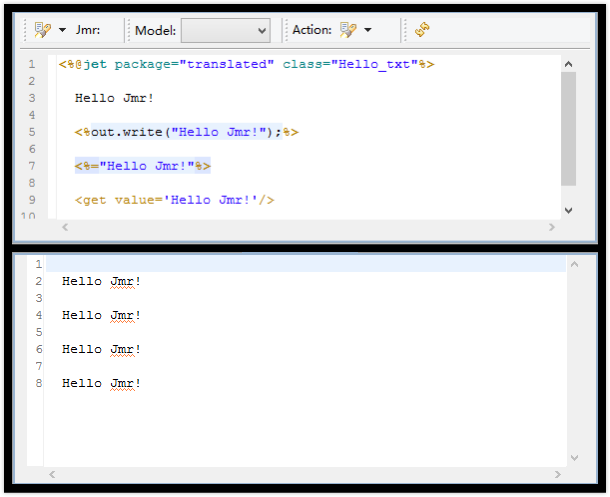 Jmr: Model: Action:
1 <%@jet package="translated" class="Hello_txt"%>
2
3 Hello Jmr!
4
5 <%out.write("Hello Jmr!");%>
6
7 <%="Hello Jmr!"%>
8
9 <get value='Hello Jmr!'/>
10
1
2 Hello Jmr!
3
4 Hello Jmr!
5
6 Hello Jmr!
7
8 Hello Jmr!